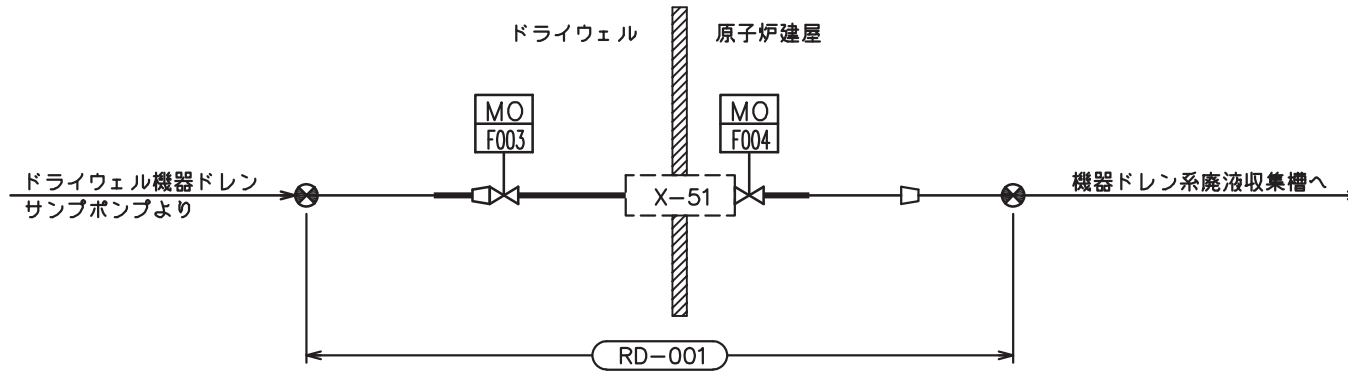 ドライウェル
原子炉建屋
MO
F003
MO
F004
ドライウェル機器ドレン
サンプポンプより
X-51
機器ドレン系廃液収集槽へ
RD-001